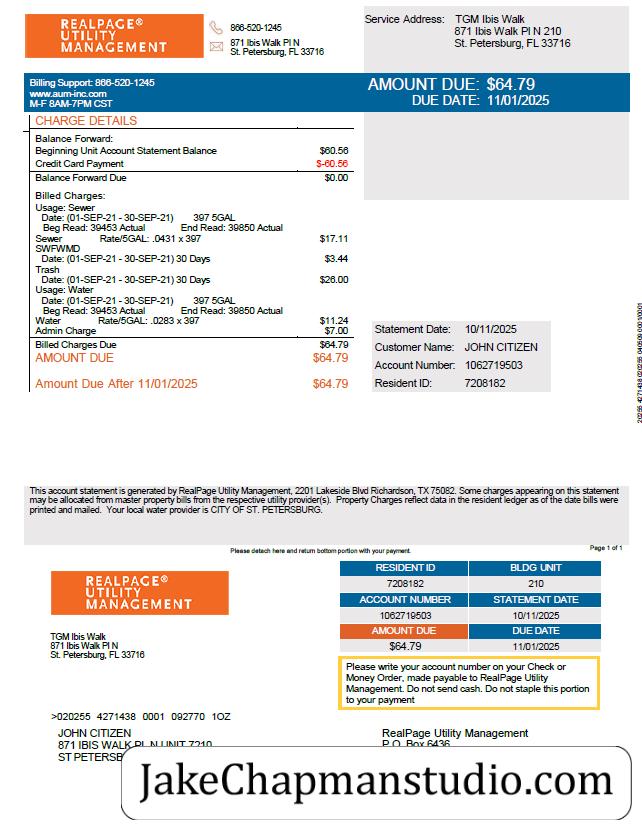 REALPAGE®
UTILITY
MANAGEMENT
866-520-1245
871 Ibis Walk Pl N
St. Petersburg, FL 33716
Service Address: TGM Ibis Walk
871 Ibis Walk Pl N 210
St. Petersburg, FL 33716
Billing Support: 866-520-1245
www.aum-inc.com
M-F 8AM-7PM CST
AMOUNT DUE: $64.79
DUE DATE: 11/01/2025
CHARGE DETAILS
Balance Forward:
Beginning Unit Account Statement Balance $60.56
Credit Card Payment $-60.56
Balance Forward Due $0.00
Billed Charges:
Usage: Sewer
Date: (01-SEP-21 - 30-SEP-21) 397 5GAL
Beg Read: 39453 Actual End Read: 39850 Actual
Sewer Rate/5GAL: .0431 x 397 $17.11
SWFWMD
Date: (01-SEP-21 - 30-SEP-21) 30 Days $3.44
Trash
Date: (01-SEP-21 - 30-SEP-21) 30 Days $26.00
Usage: Water
Date: (01-SEP-21 - 30-SEP-21) 397 5GAL
Beg Read: 39453 Actual End Read: 39850 Actual
Water Rate/5GAL: .0283 x 397 $11.24
Admin Charge $7.00
Billed Charges Due $64.79
AMOUNT DUE $64.79
Amount Due After 11/01/2025 $64.79
Statement Date: 10/11/2025
Customer Name: JOHN CITIZEN
Account Number: 1062719503
Resident ID: 7208182
This account statement is generated by RealPage Utility Management, 2201 Lakeside Blvd Richardson, TX 75082. Some charges appearing on this statement
may be allocated from master property bills from the respective utility provider(s). Property Charges reflect data in the resident ledger as of the date bills were
printed and mailed. Your local water provider is CITY OF ST. PETERSBURG.
Please detach here and return bottom portion with your payment.
Page 1 of 1
REALPAGE®
UTILITY
MANAGEMENT
TGM Ibis Walk
871 Ibis Walk Pl N
St. Petersburg, FL 33716
RESIDENT ID BLDG UNIT
7208182 210
ACCOUNT NUMBER STATEMENT DATE
1062719503 10/11/2025
AMOUNT DUE DUE DATE
$64.79 11/01/2025
Please write your account number on your Check or
Money Order, made payable to RealPage Utility
Management. Do not send cash. Do not staple this portion
to your payment
>020255 4271438 0001 092770 1OZ
JOHN CITIZEN
871 IBIS WALK PL N UNIT 7210
ST PETERSB
RealPage Utility Management
P.O. Box 6436
JakeChapmanstudio.com